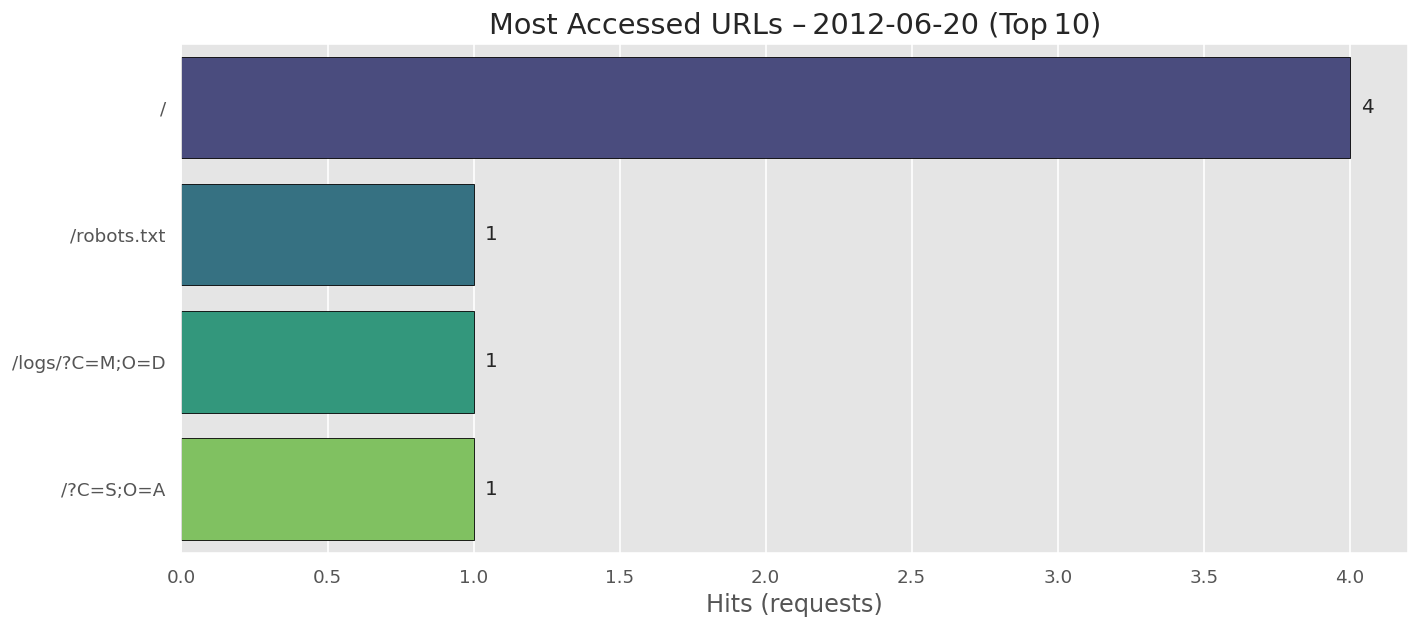 Most Accessed URLs – 2012-06-20 (Top 10)
/
4
/robots.txt
1
/logs/?C=M;O=D
1
/?C=S;O=A
1
0.0 0.5 1.0 1.5 2.0 2.5 3.0 3.5 4.0
Hits (requests)